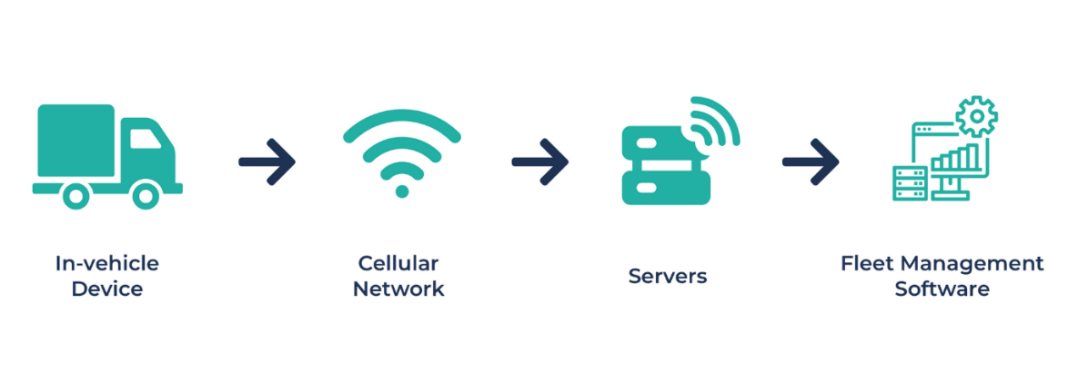 In-vehicle
Device
Cellular
Network
Servers
Fleet Management
Software